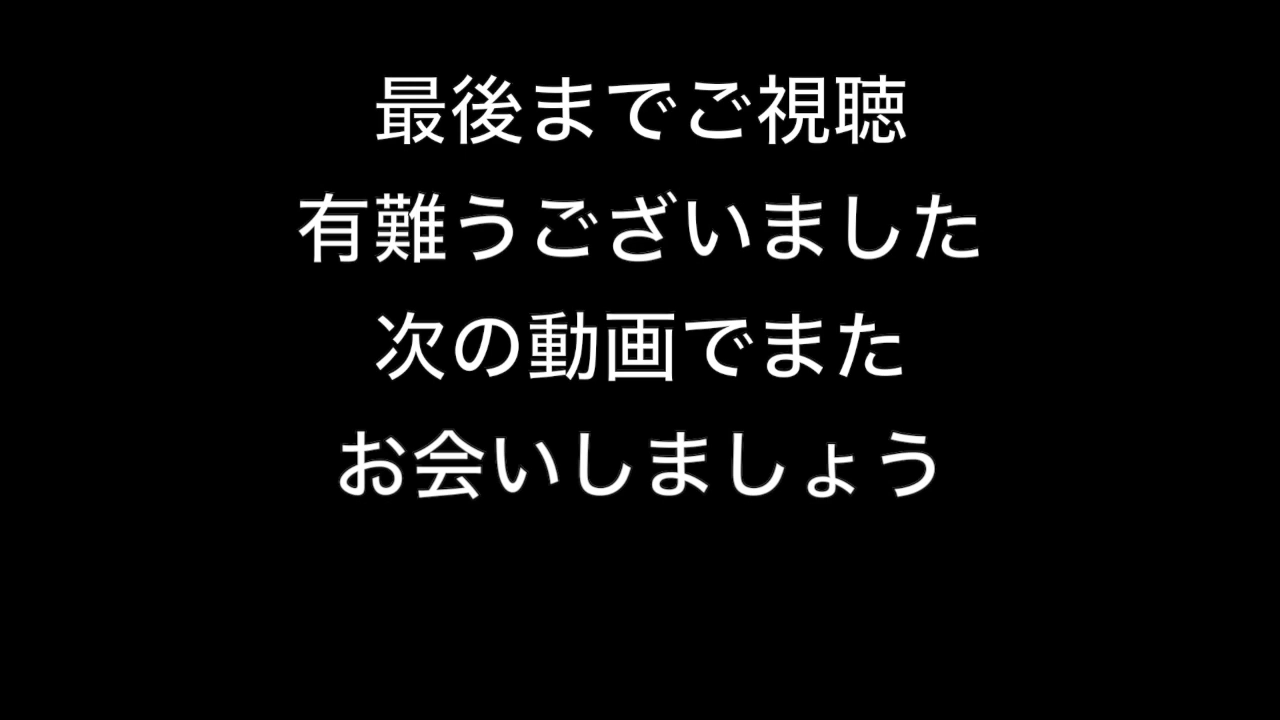 最後までご視聴
有難うございました
次の動画でまた
お会いしましょう